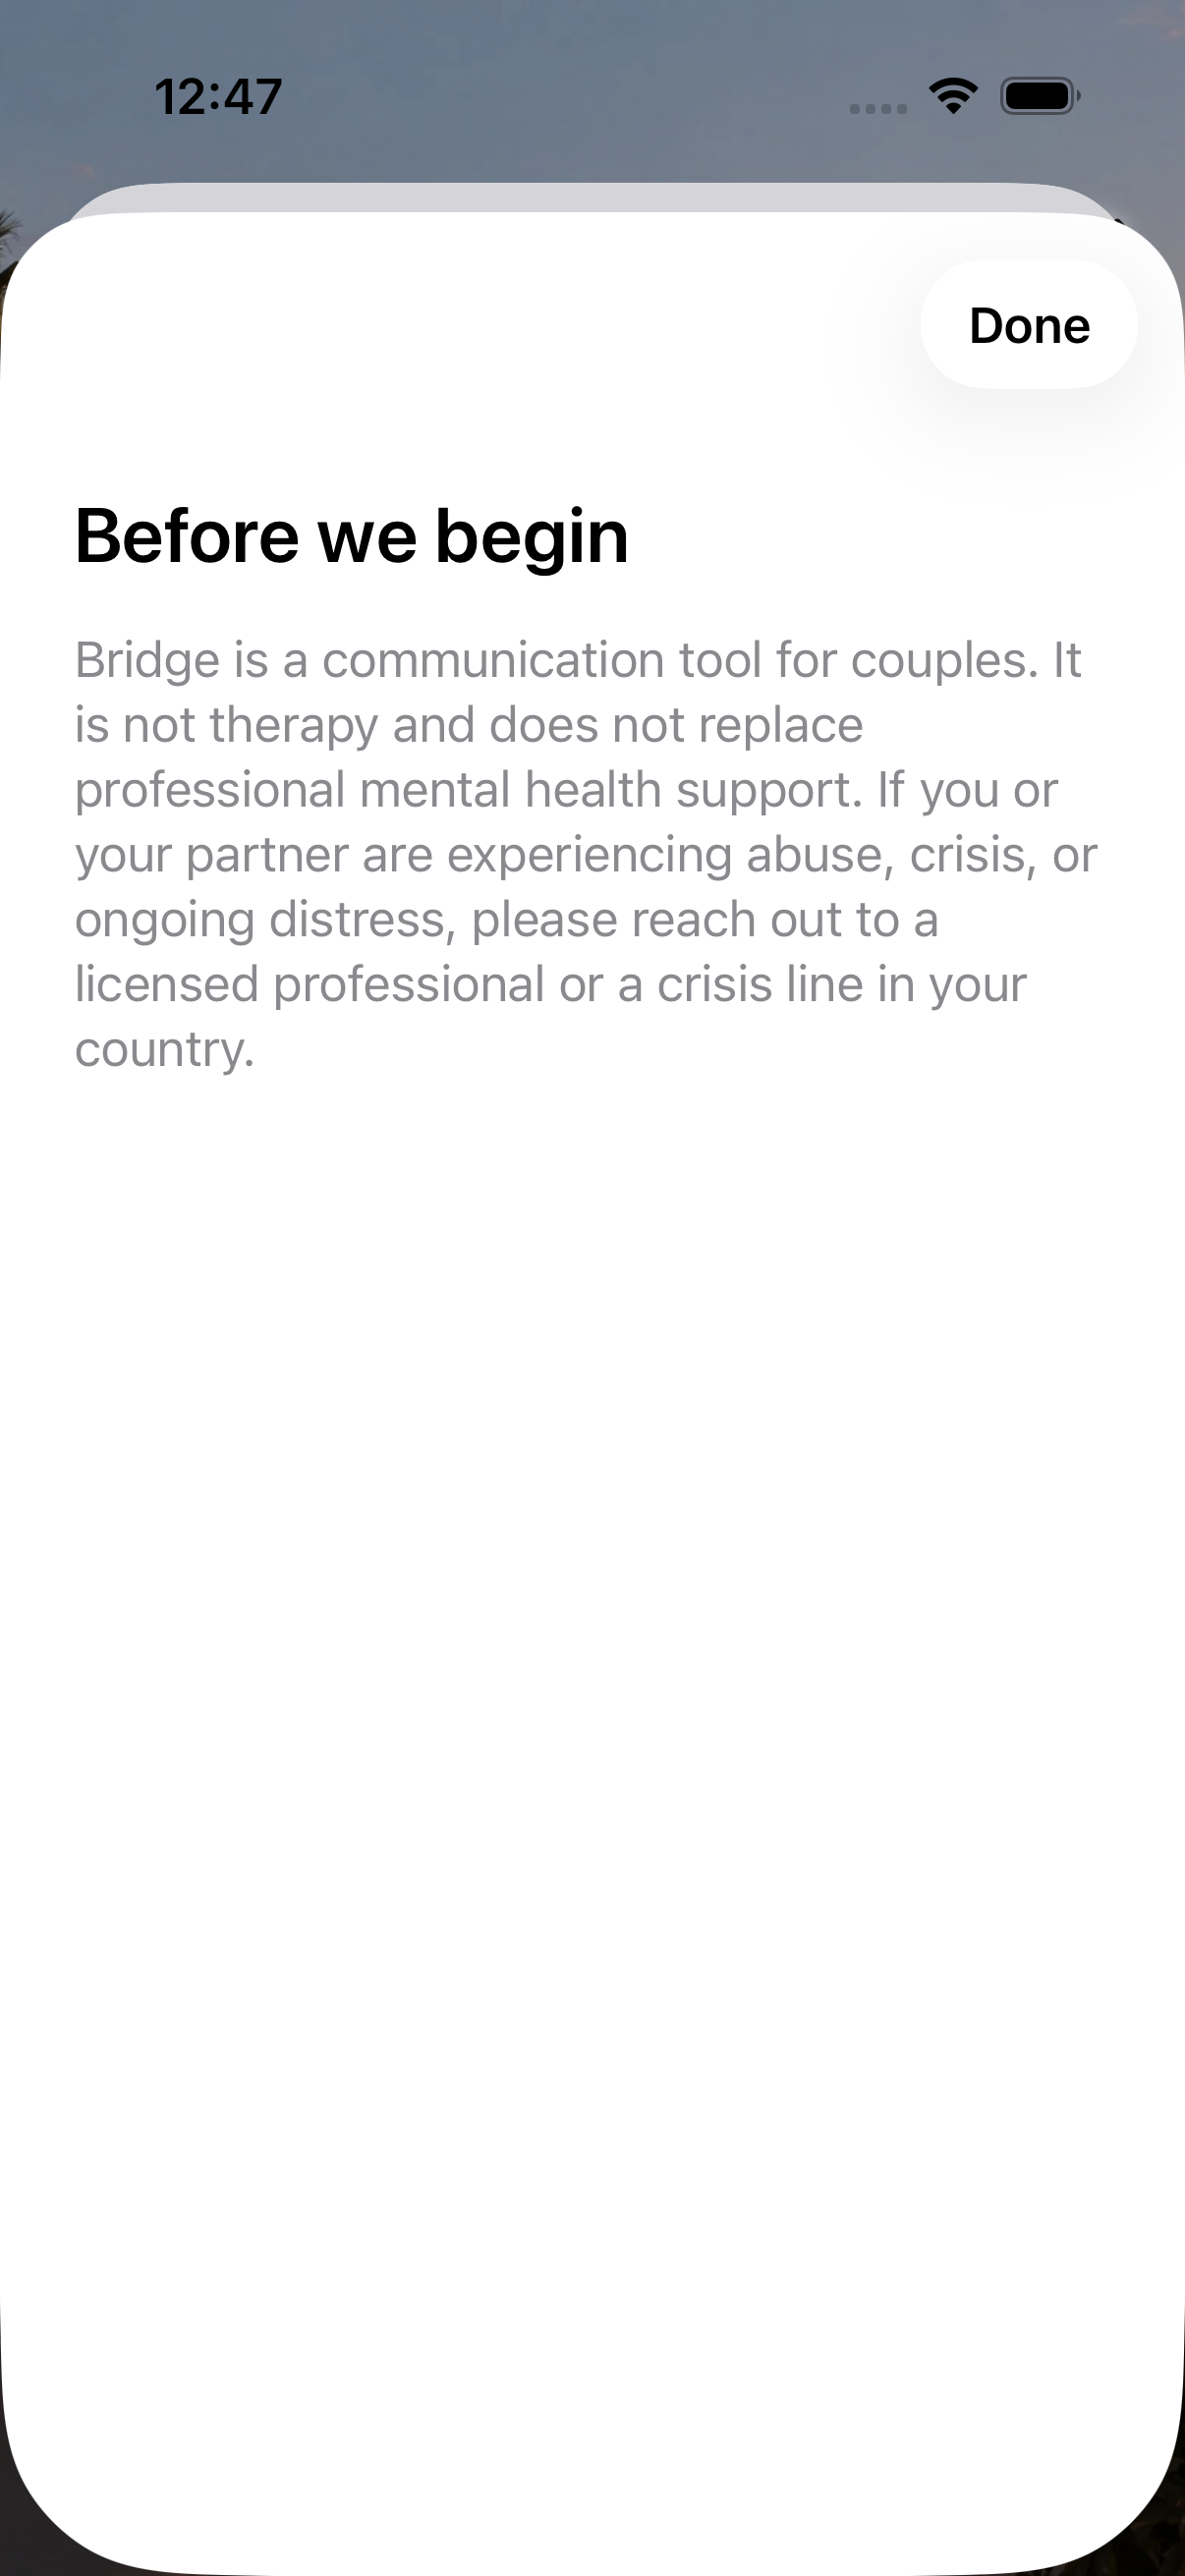 12:47
Done
Before we begin
Bridge is a communication tool for couples. It
is not therapy and does not replace
professional mental health support. If you or
your partner are experiencing abuse, crisis, or
ongoing distress, please reach out to a
licensed professional or a crisis line in your
country.